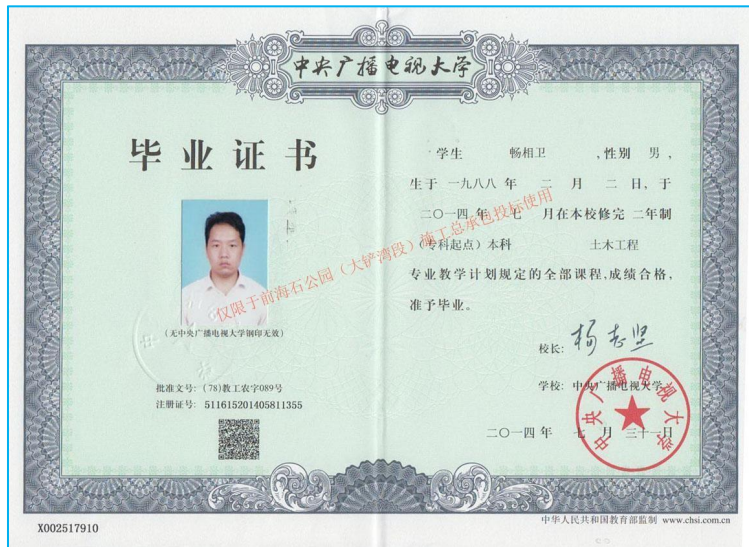 中央广播电视大学
毕业证书
(无中央广播电视大学钢印无效)
批准文号: (78)教工农字089号
注册证号: 511615201405811355
X002517910
学生 畅相卫 ,性别 男,
生于 一九八八 年 二 月 二 日, 于
二〇一四 年 七 月在本校修完 二年制
(专科起点) 本科 土木工程
专业教学计划规定的全部课程,成绩合格,
准予毕业。
校长: 杨志坚
学校: 中央广播电视大学
中央广播电视大学
二〇一四 年 七 月 三十一日
仅限于前海石公园(大铲湾段)施工总承包投标使用
中华人民共和国教育部监制 www.chsi.com.cn